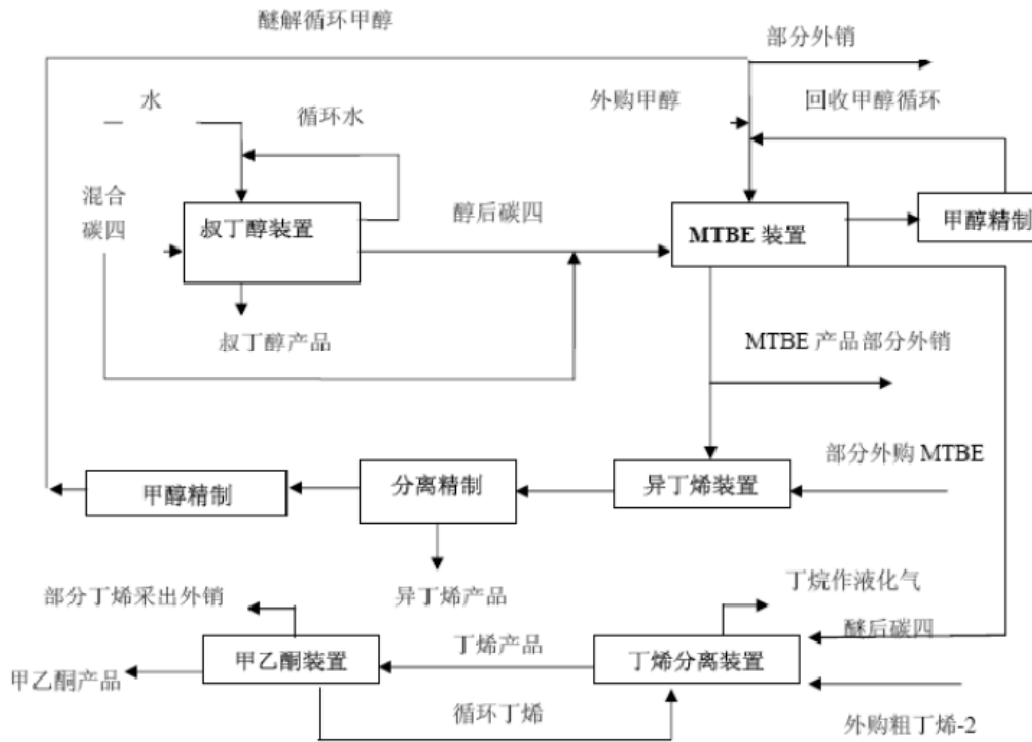 醚解循环甲醇
部分外销
水
循环水
外购甲醇
回收甲醇循环
混合
碳四
叔丁醇装置
醇后碳四
MTBE 装置
甲醇精制
叔丁醇产品
MTBE 产品部分外销
部分外购 MTBE
甲醇精制
分离精制
异丁烯装置
异丁烯产品
部分丁烯采出外销
丁烷作液化气
醚后碳四
甲乙酮装置
丁烯产品
丁烯分离装置
甲乙酮产品
循环丁烯
外购粗丁烯-2